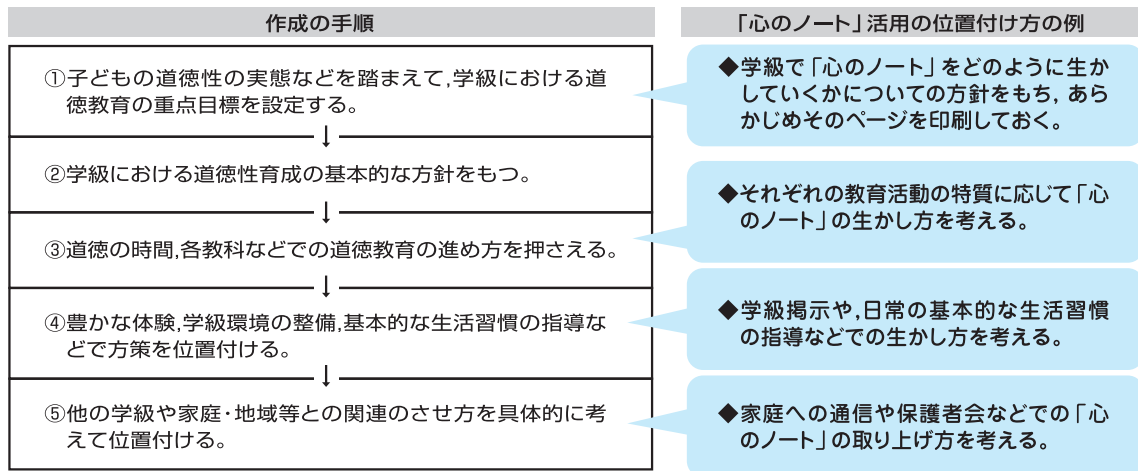 作成の手順
①子どもの道徳性の実態などを踏まえて,学級における道
徳教育の重点目標を設定する。
↓
②学級における道徳性育成の基本的な方針をもつ。
↓
③道徳の時間,各教科などでの道徳教育の進め方を押さえる。
↓
④豊かな体験,学級環境の整備,基本的な生活習慣の指導な
どで方策を位置付ける。
↓
⑤他の学級や家庭・地域等との関連のさせ方を具体的に考
えて位置付ける。
「心のノート」活用の位置付け方の例
◆学級で「心のノート」をどのように生か
していくかについての方針をもち, あら
かじめそのページを印刷しておく。
◆それぞれの教育活動の特質に応じて「心
のノート」の生かし方を考える。
◆学級掲示や,日常の基本的な生活習慣
の指導などでの生かし方を考える。
◆家庭への通信や保護者会などでの「心
のノート」の取り上げ方を考える。